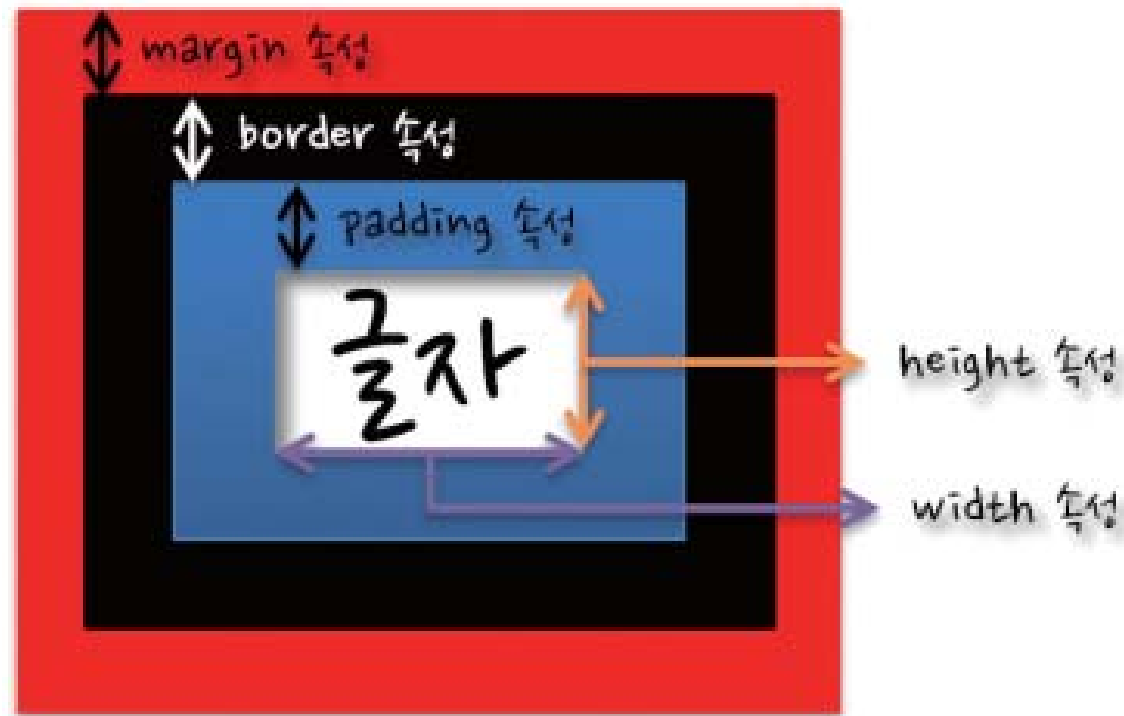 margin 속성
border 속성
padding 속성
글자
height 속성
width 속성